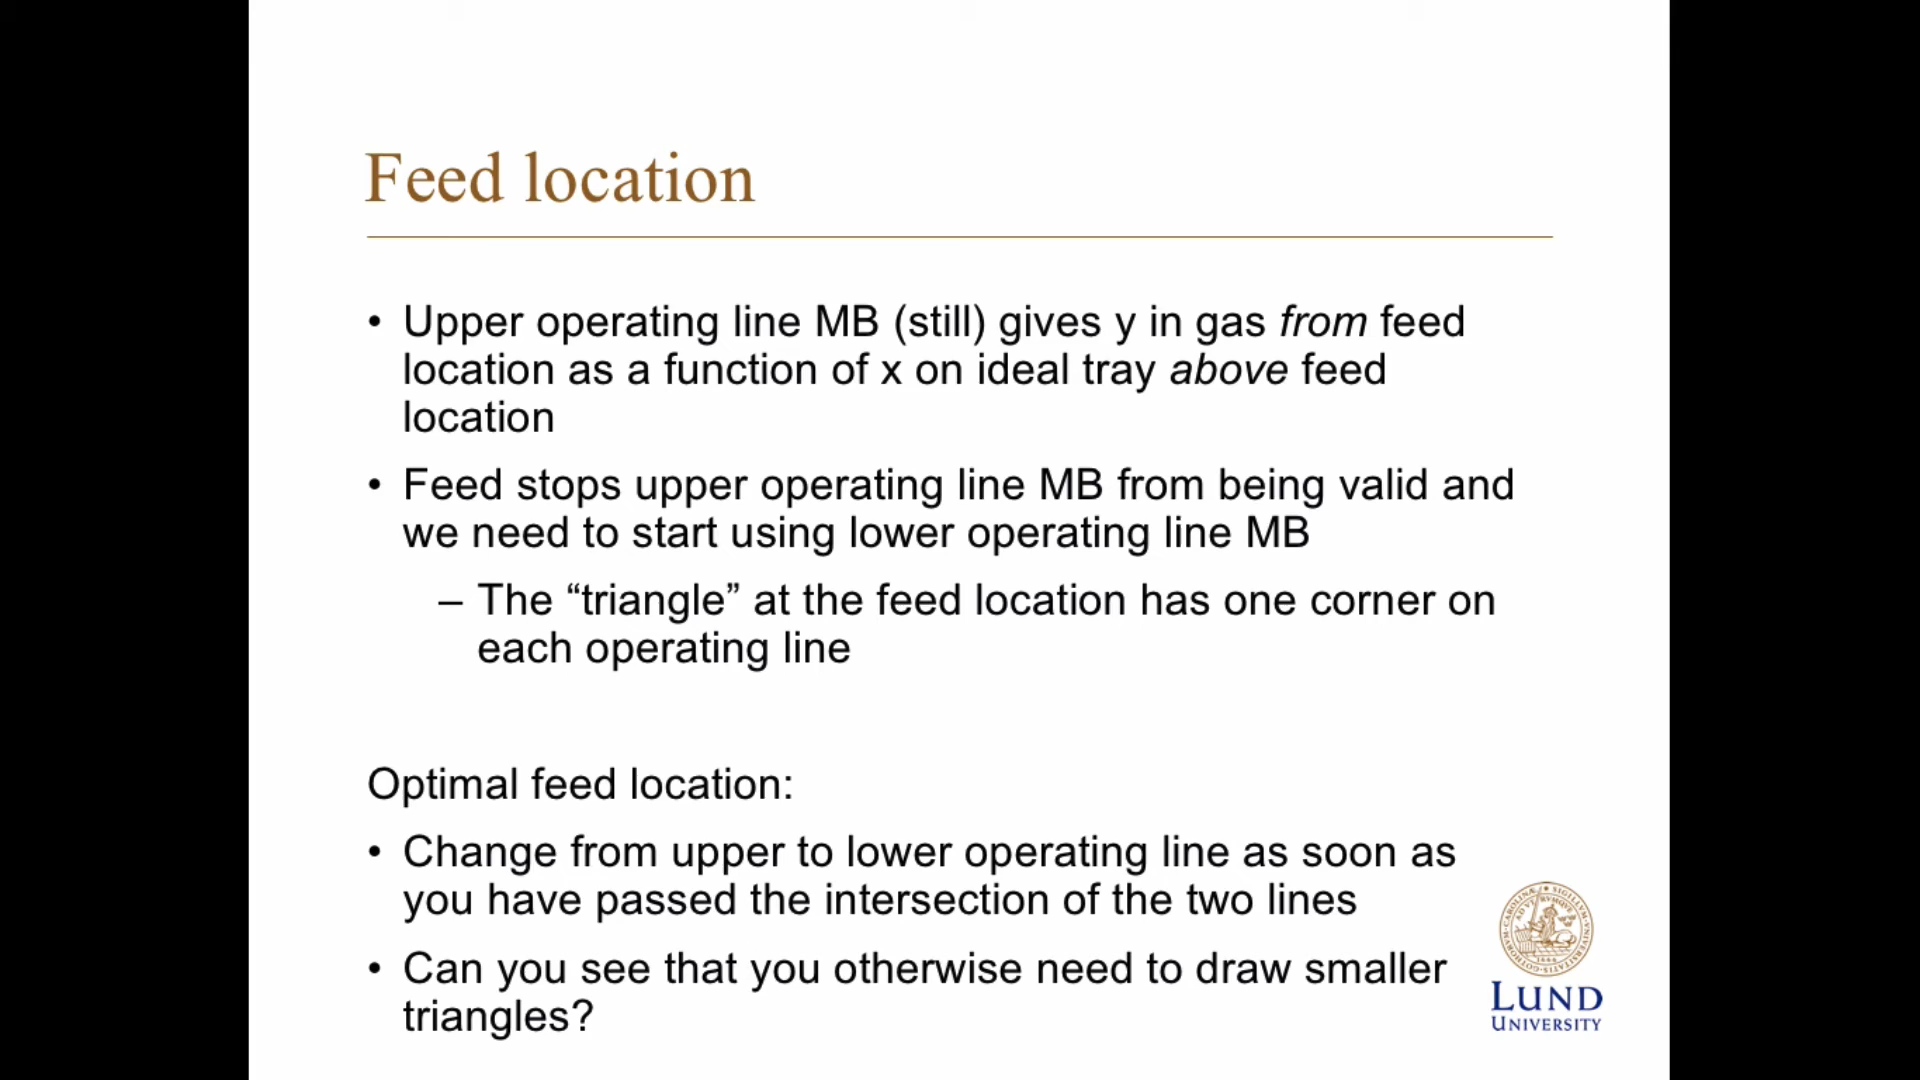 Feed location
• Upper operating line MB (still) gives y in gas from feed
location as a function of x on ideal tray above feed
location
• Feed stops upper operating line MB from being valid and
we need to start using lower operating line MB
– The “triangle” at the feed location has one corner on
each operating line
Optimal feed location:
• Change from upper to lower operating line as soon as
you have passed the intersection of the two lines
• Can you see that you otherwise need to draw smaller
triangles?
LUND
UNIVERSITY